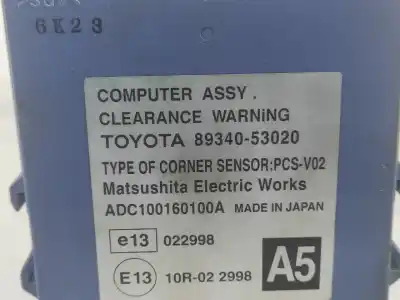 6K23
COMPUTER ASSY.
CLEARANCE WARNiNG
TOYOTA 89340-53020
TYPE OF CORNER SENSOR:PCS-V02
Matsushita Electric Works
ADC100160100A MADE IN JAPAN
e13 022998
E13 10R-02 2998 A5